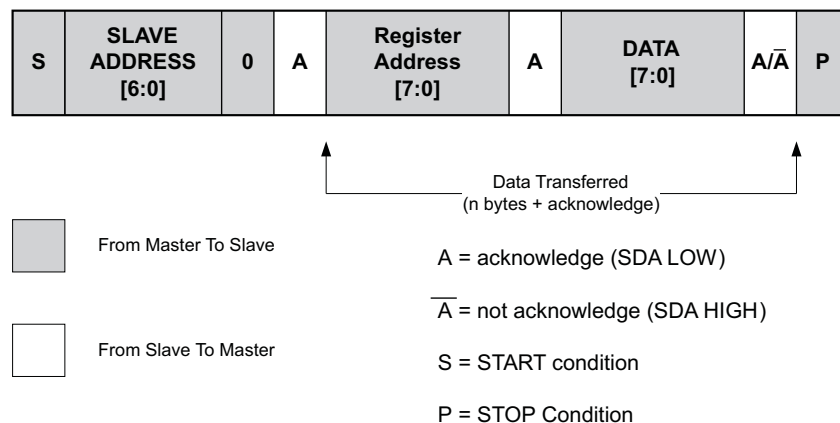 S
SLAVE
ADDRESS
[6:0]
0
A
Register
Address
[7:0]
A
DATA
[7:0]
A/A̅
P
Data Transferred
(n bytes + acknowledge)
From Master To Slave
A = acknowledge (SDA LOW)
A̅ = not acknowledge (SDA HIGH)
From Slave To Master
S = START condition
P = STOP Condition